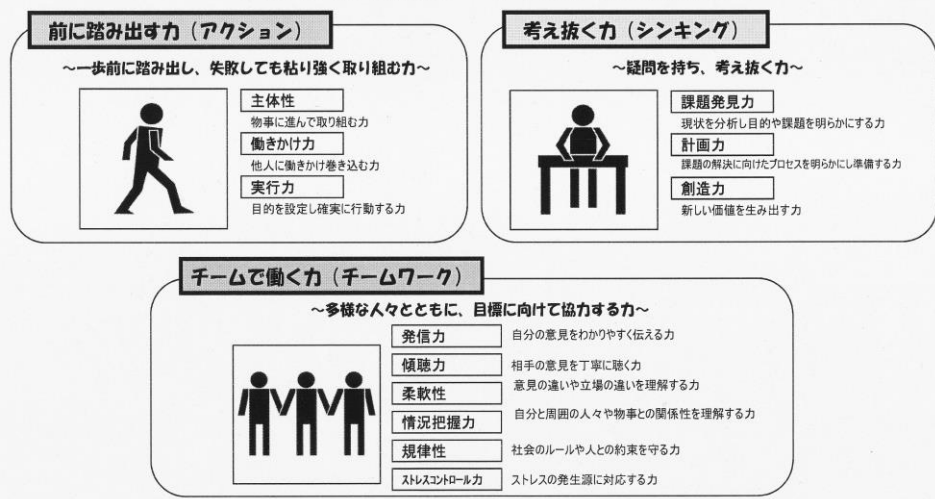 前に踏み出す力（アクション）
～一歩前に踏み出し、失敗しても粘り強く取り組む力～
主体性
物事に進んで取り組む力
働きかけ力
他人に働きかけ巻き込む力
実行力
目的を設定し確実に行動する力
考え抜く力（シンキング）
～疑問を持ち、考え抜く力～
課題発見力
現状を分析し目的や課題を明らかにする力
計画力
課題の解決に向けたプロセスを明らかにし準備する力
創造力
新しい価値を生み出す力
チームで働く力（チームワーク）
～多様な人々とともに、目標に向けて協力する力～
発信力 自分の意見をわかりやすく伝える力
傾聴力 相手の意見を丁寧に聴く力
柔軟性 意見の違いや立場の違いを理解する力
情況把握力 自分と周囲の人々や物事との関係性を理解する力
規律性 社会のルールや人との約束を守る力
ストレスコントロール力 ストレスの発生源に対応する力